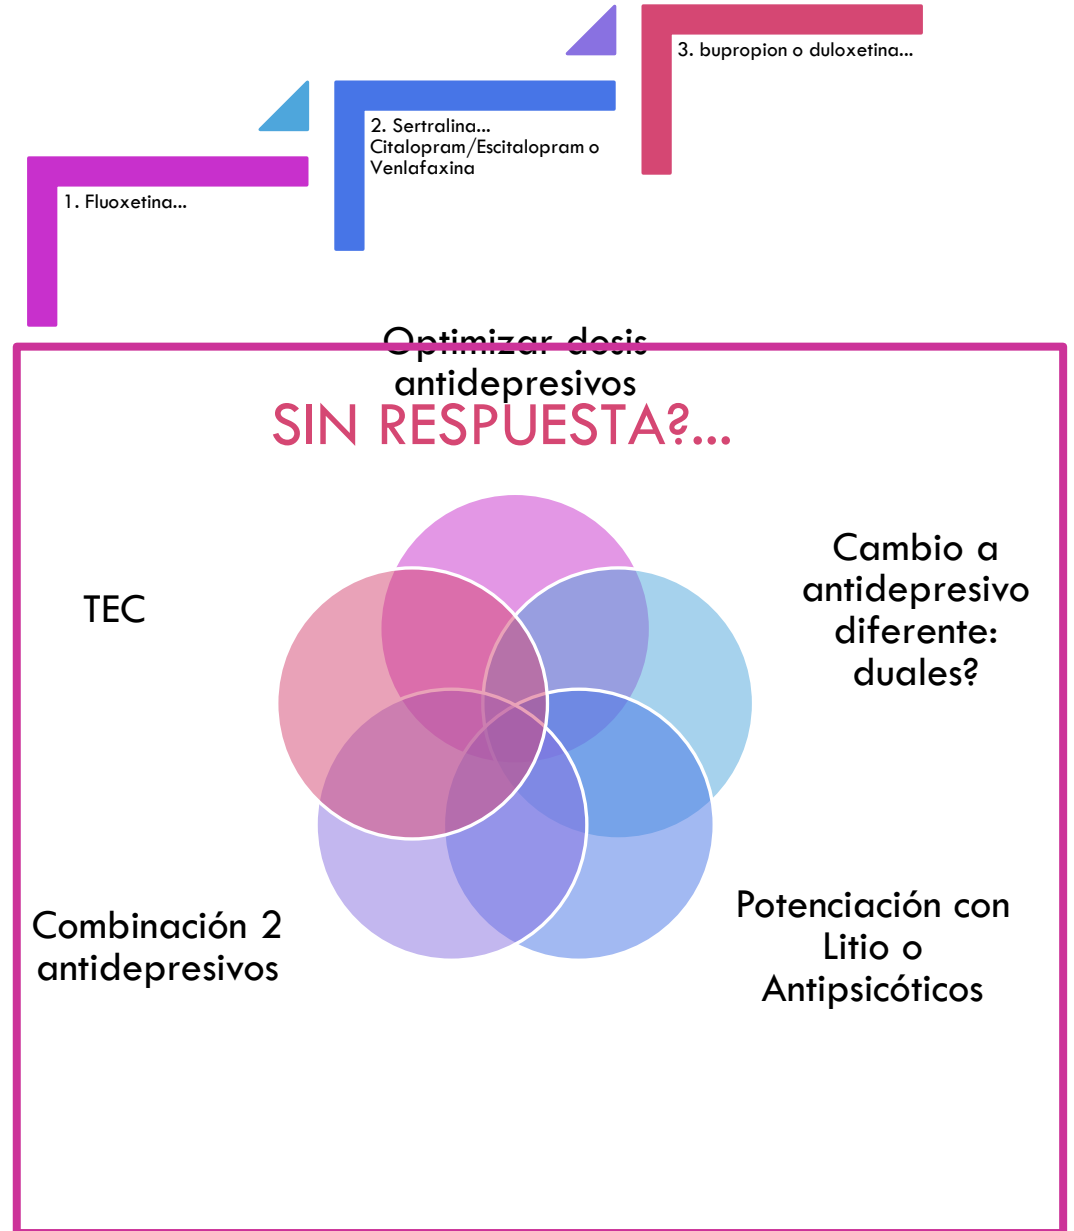 3. bupropion o duloxetina...
2. Sertralina...
Citalopram/Escitalopram o
Venlafaxina
1. Fluoxetina...
Optimizar dosis
antidepresivos
SIN RESPUESTA?...
Cambio a
antidepresivo
diferente:
duales?
TEC
Potenciación con
Litio o
Antipsicóticos
Combinación 2
antidepresivos